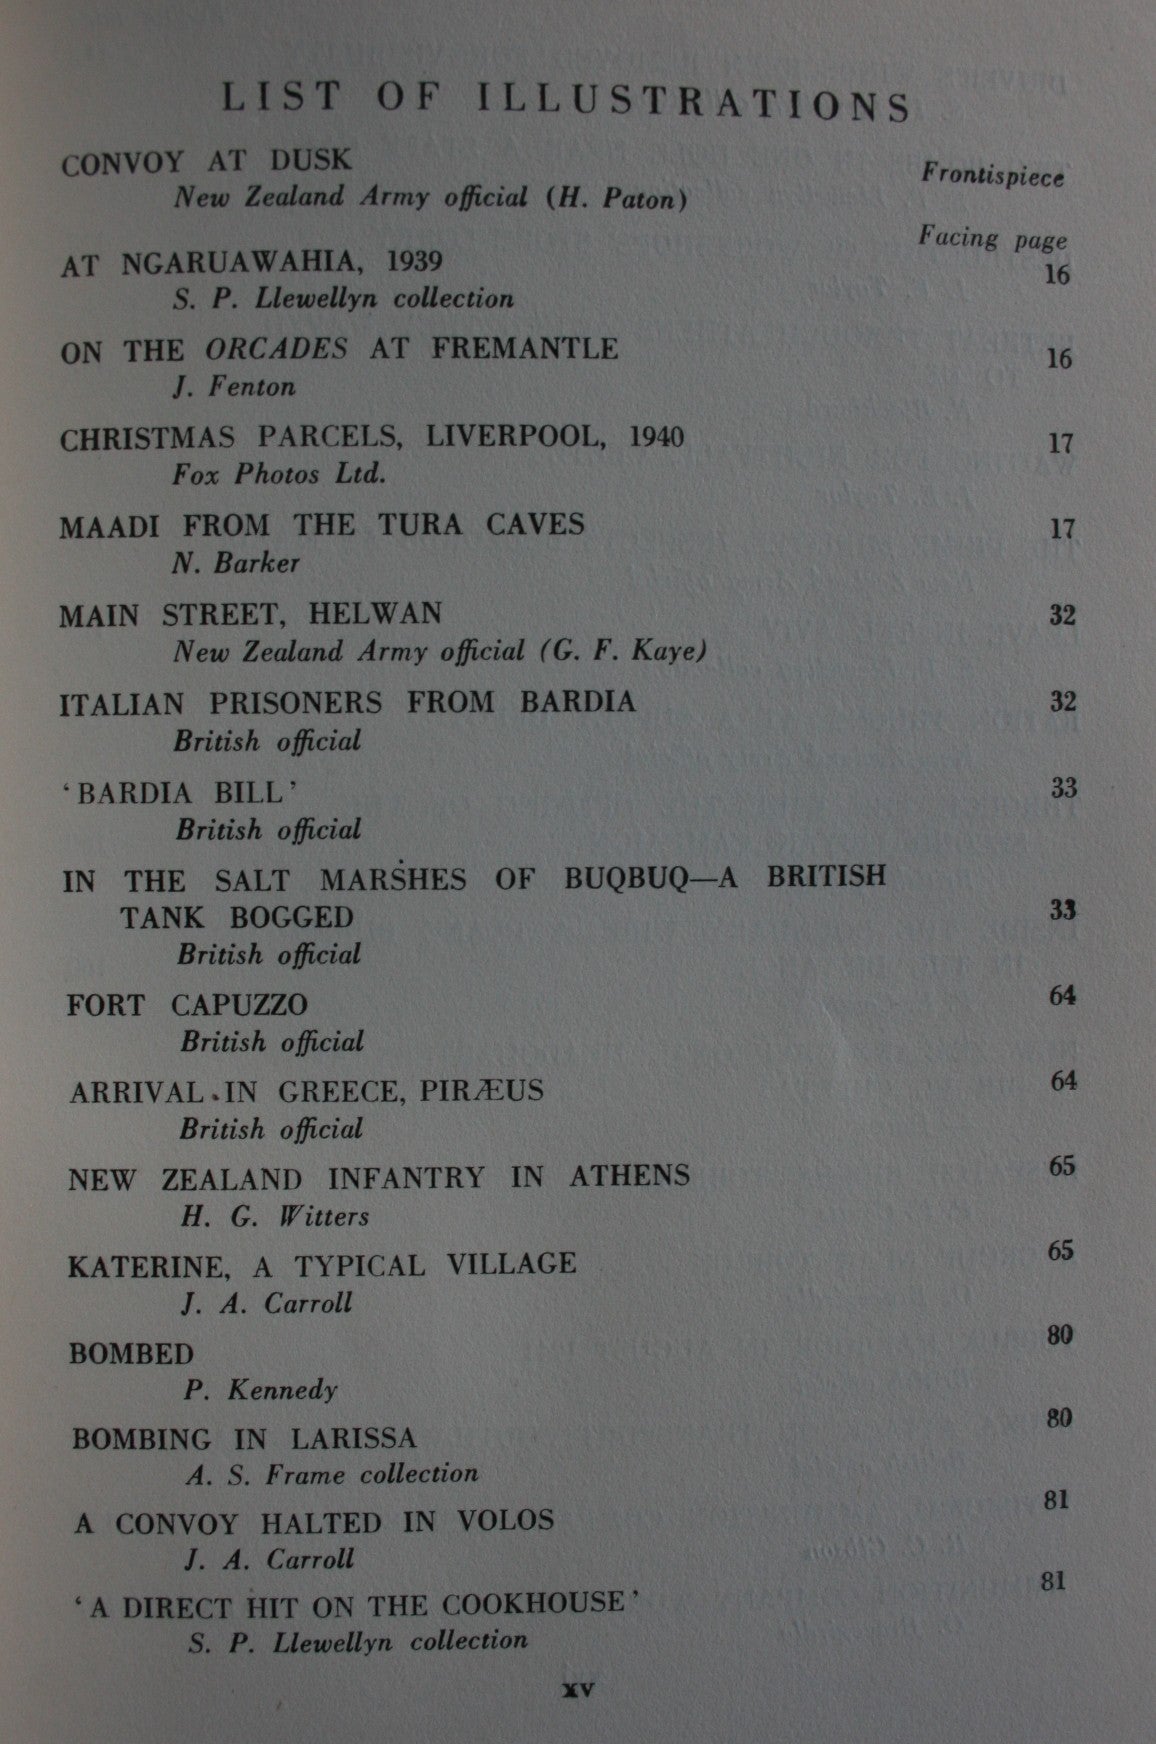 LIST OF ILLUSTRATIONS
CONVOY AT DUSK Frontispiece
New Zealand Army official (H. Paton)
Facing page
AT NGARUAWAHIA, 1939 16
S. P. Llewellyn collection
ON THE ORCADES AT FREMANTLE 16
J. Fenton
CHRISTMAS PARCELS, LIVERPOOL, 1940 17
Fox Photos Ltd.
MAADI FROM THE TURA CAVES 17
N. Barker
MAIN STREET, HELWAN 32
New Zealand Army official (G. F. Kaye)
ITALIAN PRISONERS FROM BARDIA 32
British official
‘BARDIA BILL’ 33
British official
IN THE SALT MARSHES OF BUQBUQ—A BRITISH
TANK BOGGED 33
British official
FORT CAPUZZO 64
British official
ARRIVAL IN GREECE, PIRÆUS 64
British official
NEW ZEALAND INFANTRY IN ATHENS 65
H. G. Witters
KATERINE, A TYPICAL VILLAGE 65
J. A. Carroll
BOMBED 80
P. Kennedy
BOMBING IN LARISSA 80
A. S. Frame collection
A CONVOY HALTED IN VOLOS 81
J. A. Carroll
‘A DIRECT HIT ON THE COOKHOUSE’ 81
S. P. Llewellyn collection
xv